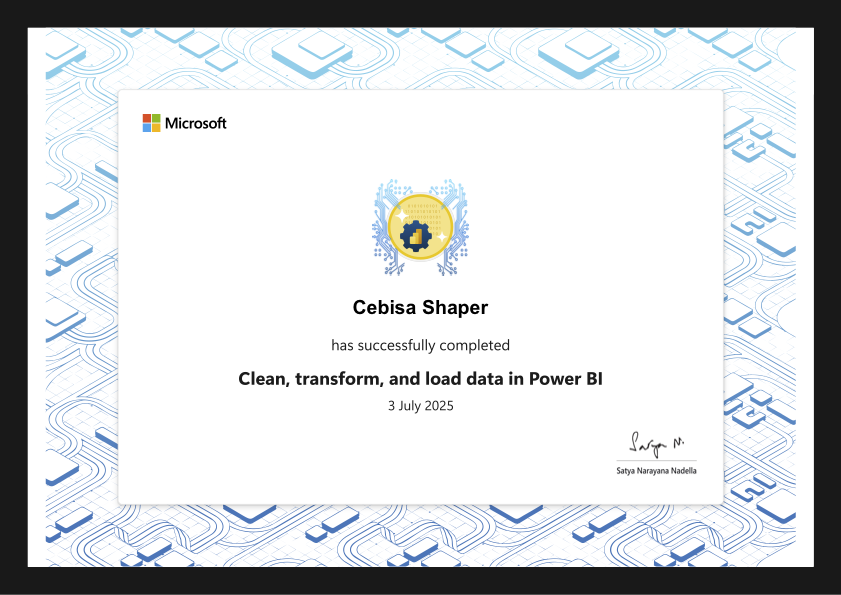 Microsoft
Cebisa Shaper
has successfully completed
Clean, transform, and load data in Power BI
3 July 2025
Satya N.
Satya Narayana Nadella